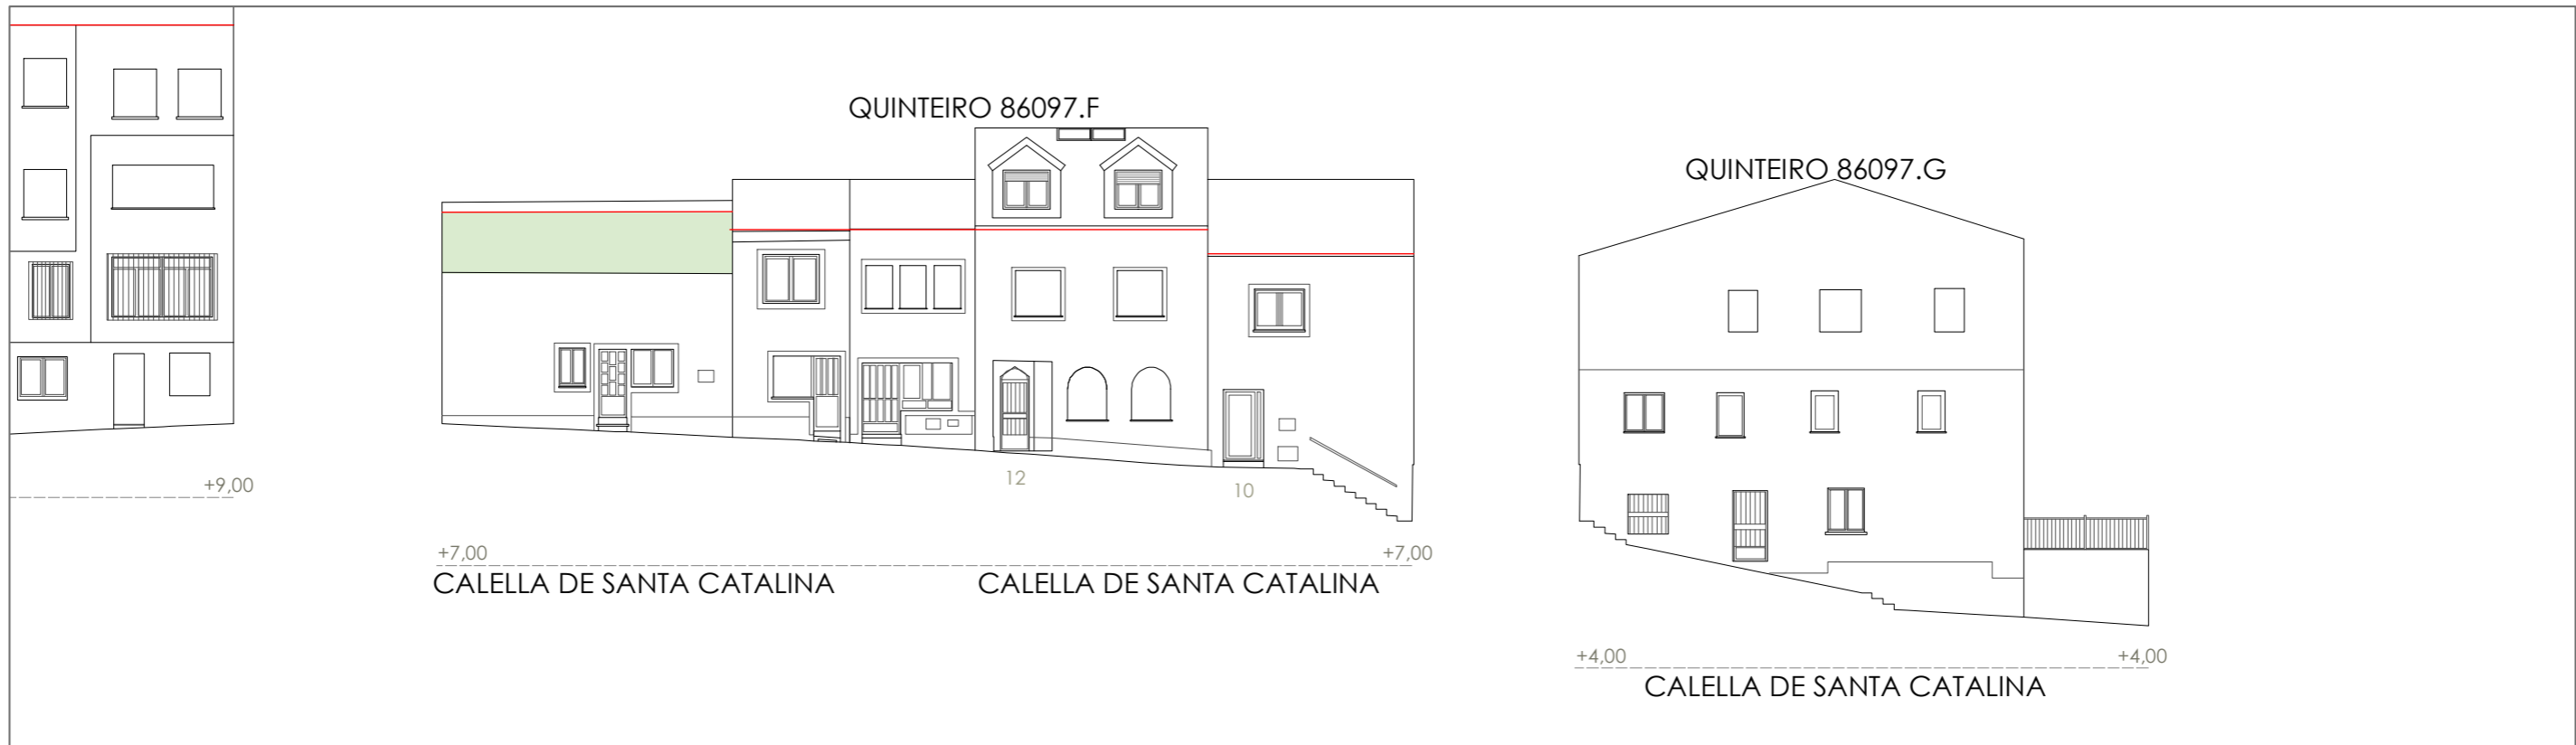 QUINTEIRO 86097.F
QUINTEIRO 86097.G
+9,00
12
10
+7,00
+7,00
CALELLA DE SANTA CATALINA
CALELLA DE SANTA CATALINA
+4,00
+4,00
CALELLA DE SANTA CATALINA